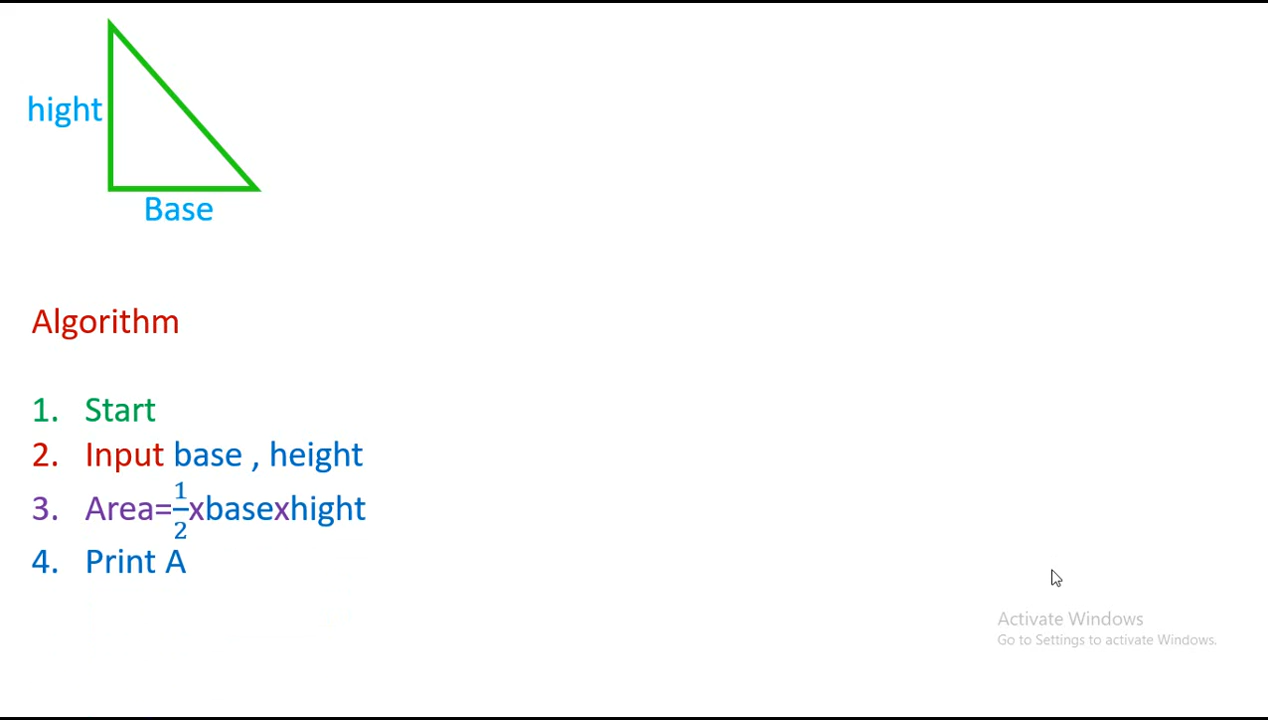 hight
Base
Algorithm
1. Start
2. Input base , height
3. Area=1/2xbasexhight
4. Print A
Activate Windows
Go to Settings to activate Windows.